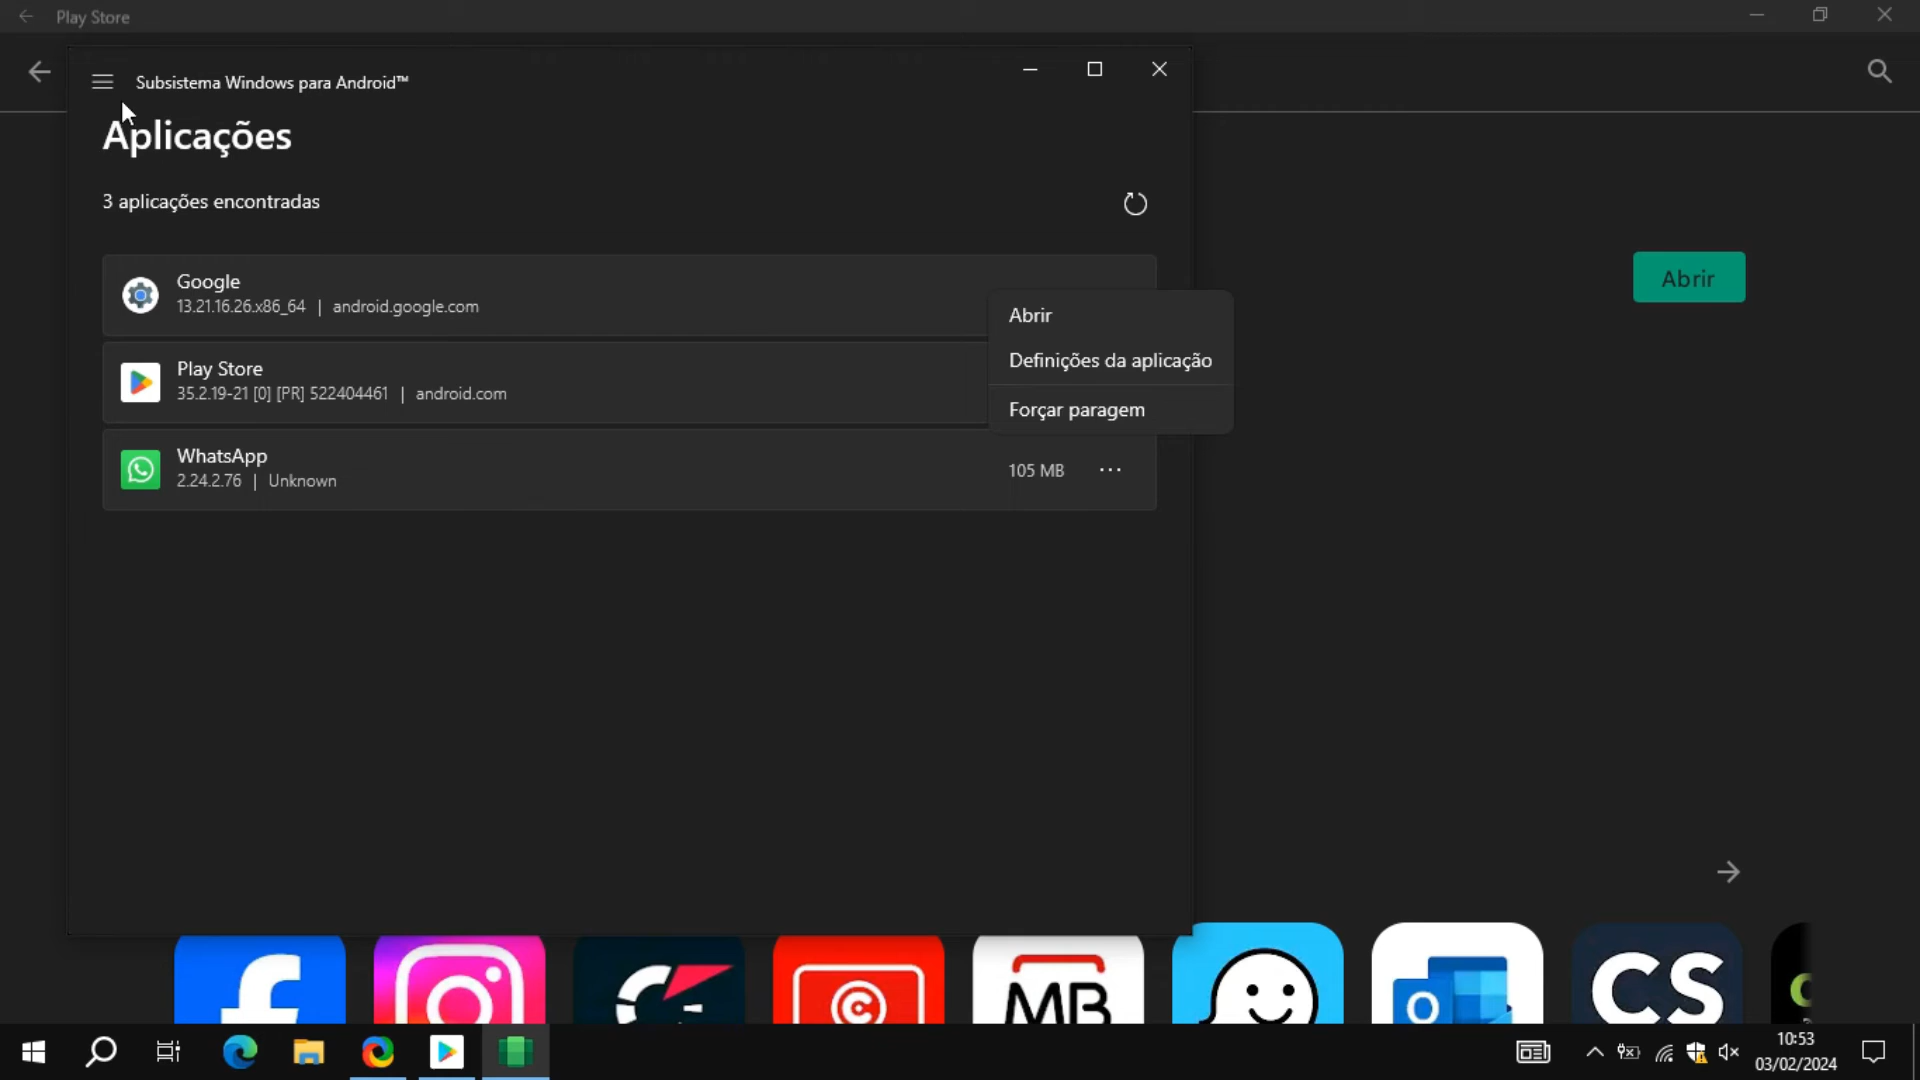 Play Store
Subsistema Windows para Android™
Aplicações
3 aplicações encontradas
Google
13.21.16.26.x86_64 | android.google.com
Abrir
Abrir
Play Store
35.2.19-21 [0] [PR] 522404461 | android.com
Definições da aplicação
Forçar paragem
WhatsApp
2.24.2.76 | Unknown
105 MB
MB
CS
10:53
03/02/2024